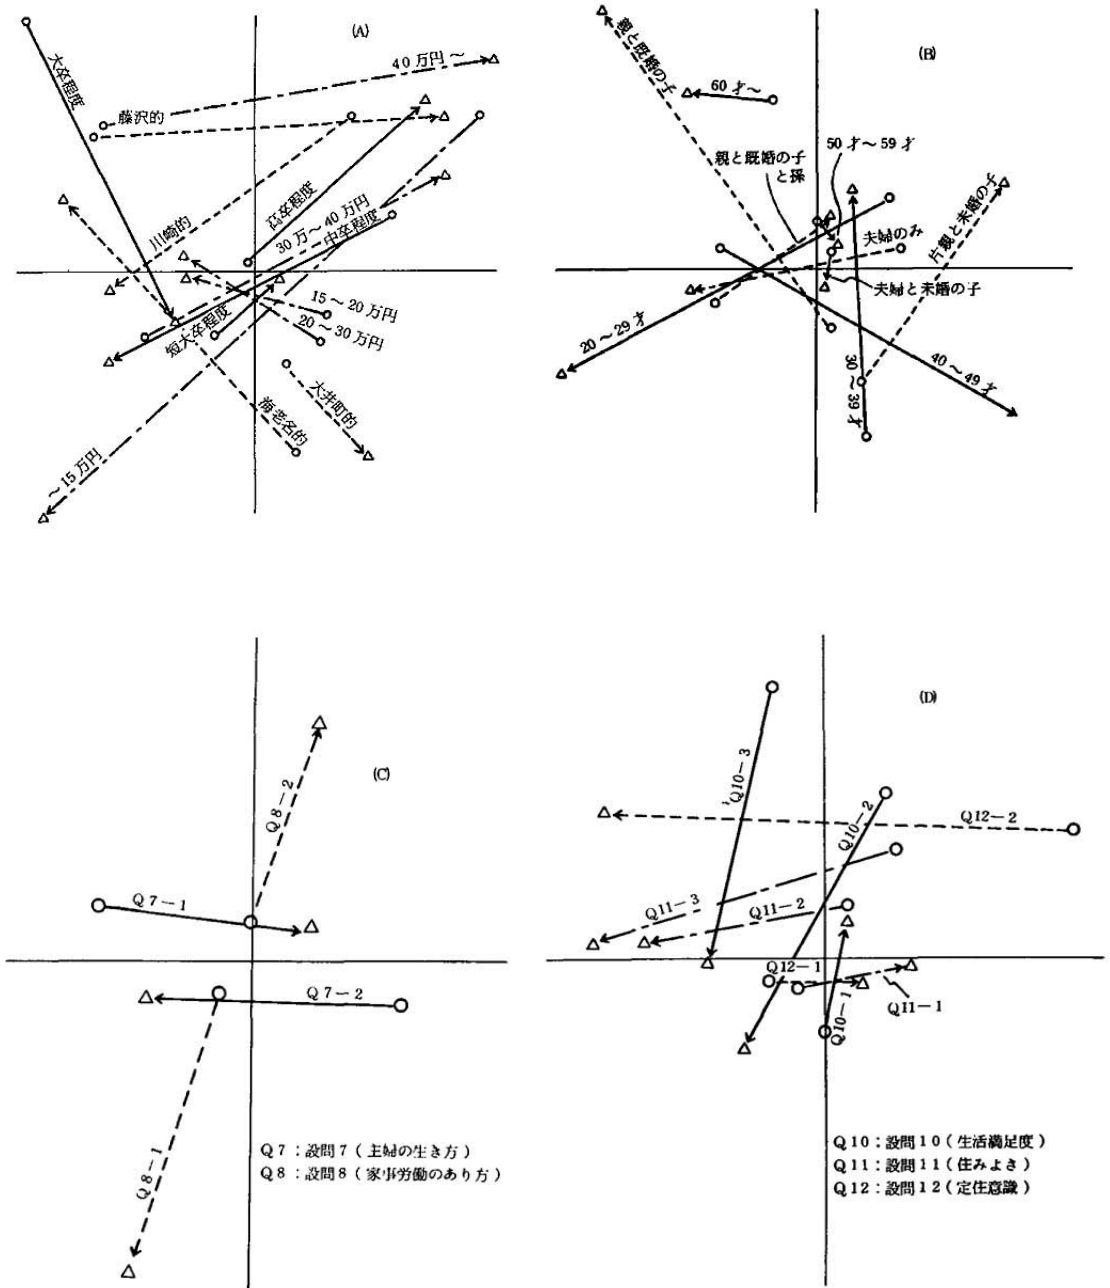 (A)
大卒程度
40万円～
藤沢的
川崎的
高卒程度
30万～40万円
中卒程度
15～20万円
20～30万円
短大卒程度
海老名的
大井町的
～15万円
(B)
親と既婚の子
60才～
50才～59才
親と既婚の子
と孫
夫婦のみ
片親と未婚の子
夫婦と未婚の子
20～29才
30～39才
40～49才
(C)
Q8－2
Q7－1
Q7－2
Q8－1
Q7：設問7（主婦の生き方）
Q8：設問8（家事労働のあり方）
(D)
Q10－3
Q10－2
Q12－2
Q11－3
Q11－2
Q12－1
Q11－1
Q10－1
Q10：設問10（生活満足度）
Q11：設問11（住みよさ）
Q12：設問12（定住意識）